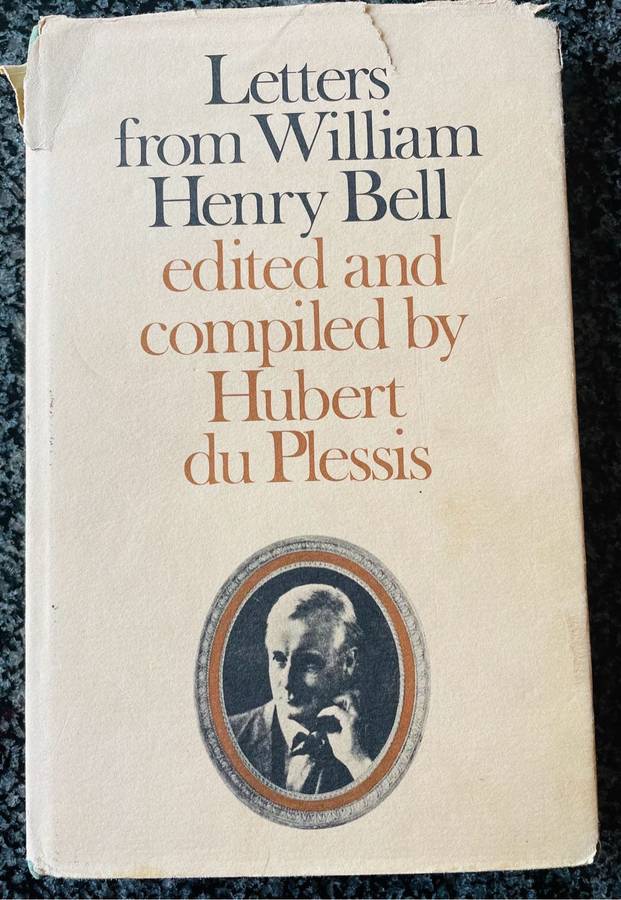 Letters
from William
Henry Bell
edited and
compiled by
Hubert
du Plessis